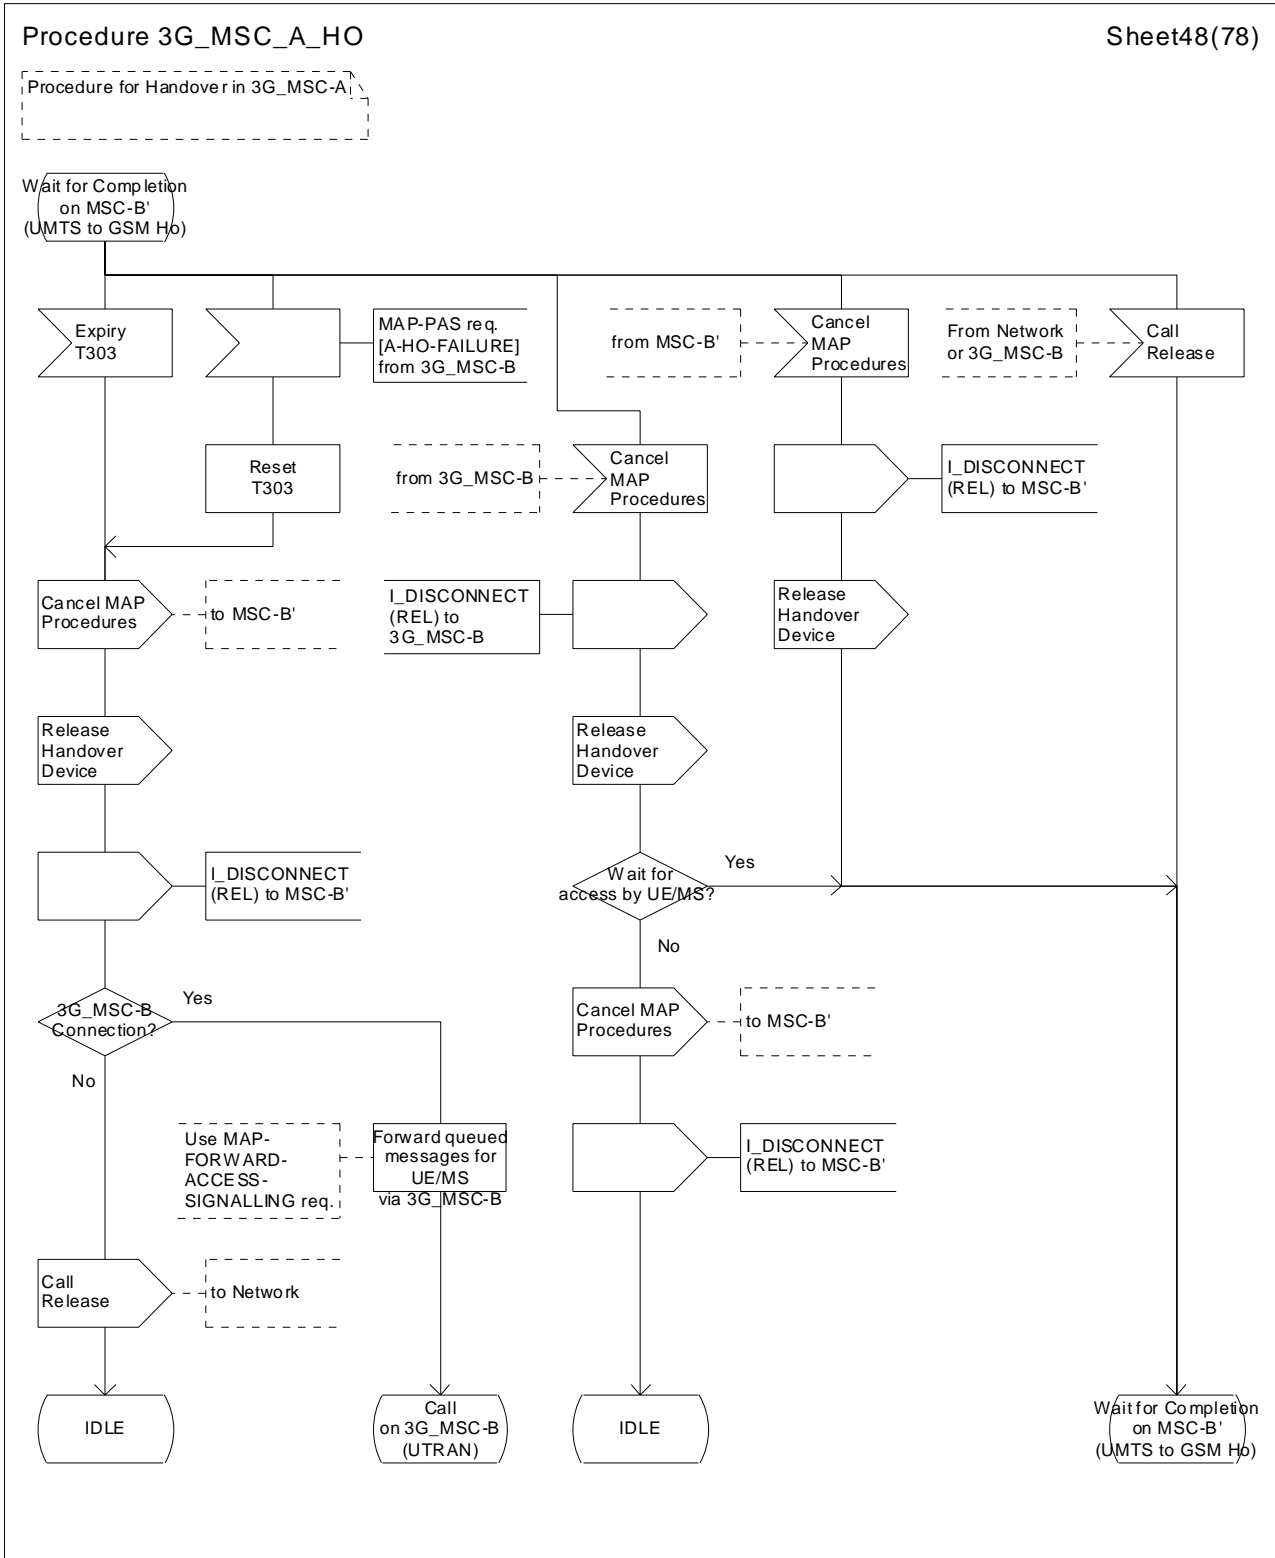 Procedure 3G_MSC_A_HO
Sheet48(78)
Procedure for Handover in 3G_MSC-A
Wait for Completion
on MSC-B'
(UMTS to GSM Ho)
Expiry
T303
MAP-PAS req.
[A-HO-FAILURE]
from 3G_MSC-B
from MSC-B'
Cancel
MAP
Procedures
From Network
or 3G_MSC-B
Call
Release
Reset
T303
from 3G_MSC-B
Cancel
MAP
Procedures
I_DISCONNECT
(REL) to MSC-B'
Cancel MAP
Procedures
to MSC-B'
I_DISCONNECT
(REL) to
3G_MSC-B
Release
Handover
Device
Release
Handover
Device
Release
Handover
Device
I_DISCONNECT
(REL) to MSC-B'
Wait for
access by UE/MS?
Yes
No
3G_MSC-B
Connection?
Yes
No
Cancel MAP
Procedures
to MSC-B'
Use MAP-
FORWARD-
ACCESS-
SIGNALLING req.
Forward queued
messages for
UE/MS
via 3G_MSC-B
I_DISCONNECT
(REL) to MSC-B'
Call
Release
to Network
IDLE
Call
on 3G_MSC-B
(UTRAN)
IDLE
Wait for Completion
on MSC-B'
(UMTS to GSM Ho)